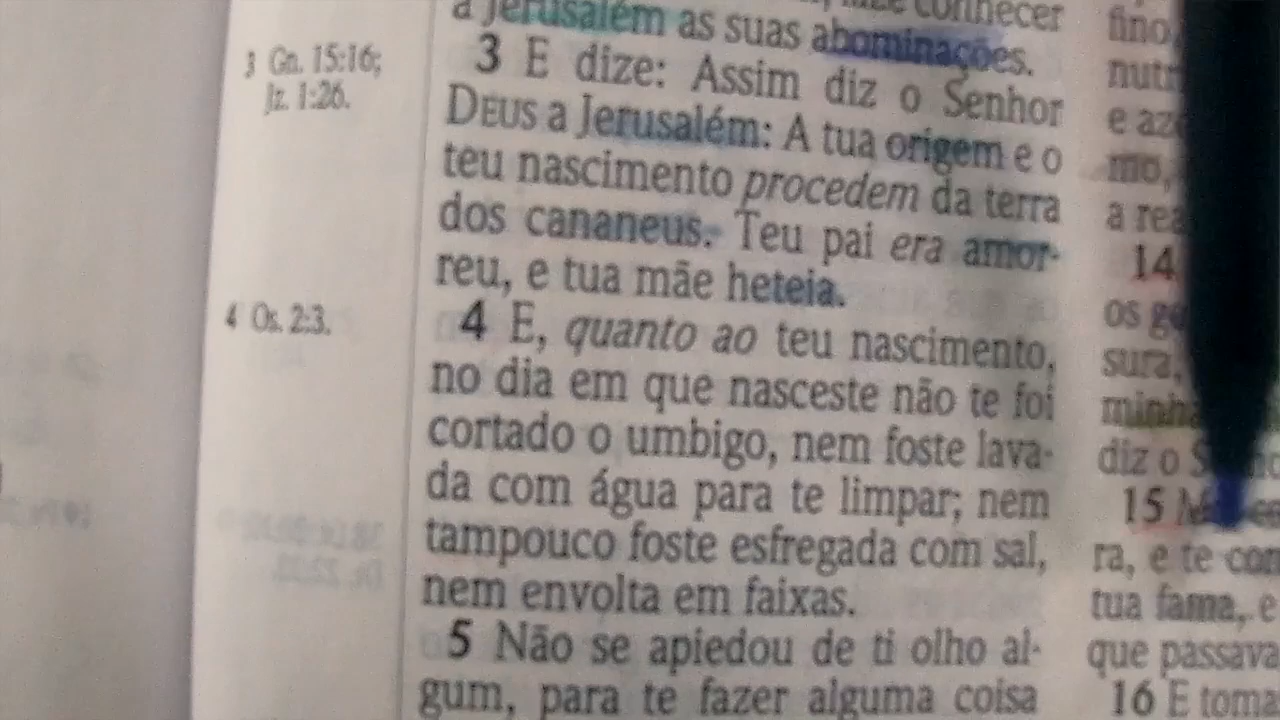 3 Gn. 15:16;
Jz. 1:26.
4 Os. 2:3.
a Jerusalém as suas abominações.
3 E dize: Assim diz o Senhor
DEUS a Jerusalém: A tua origem e o
teu nascimento procedem da terra
dos cananeus. Teu pai era amor-
reu, e tua mãe heteia.
4 E, quanto ao teu nascimento,
no dia em que nasceste não te foi
cortado o umbigo, nem foste lava-
da com água para te limpar; nem
tampouco foste esfregada com sal,
nem envolta em faixas.
5 Não se apiedou de ti olho al-
gum, para te fazer alguma coisa
fino,
e
a
14
os
sura,
diz o
15
ra, e te
tua fama, e
que passava
16 E